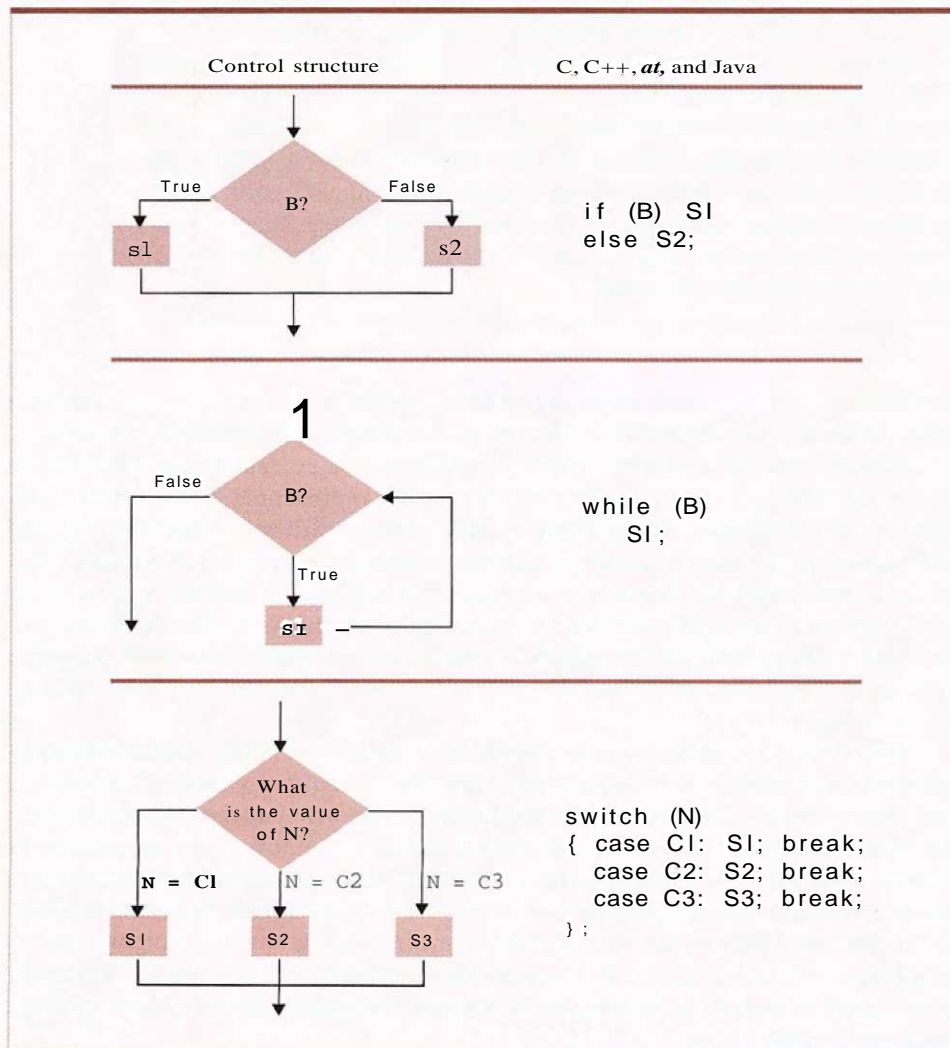 Control structure C, C++, at, and Java
True B? False
s1 s2
if (B) SI
else S2;
1
False B?
True
SI –
while (B)
SI;
What
is the value
of N?
N = Cl N = C2 N = C3
SI S2 S3
switch (N)
{ case Cl: Sl; break;
case C2: S2; break;
case C3: S3; break;
};